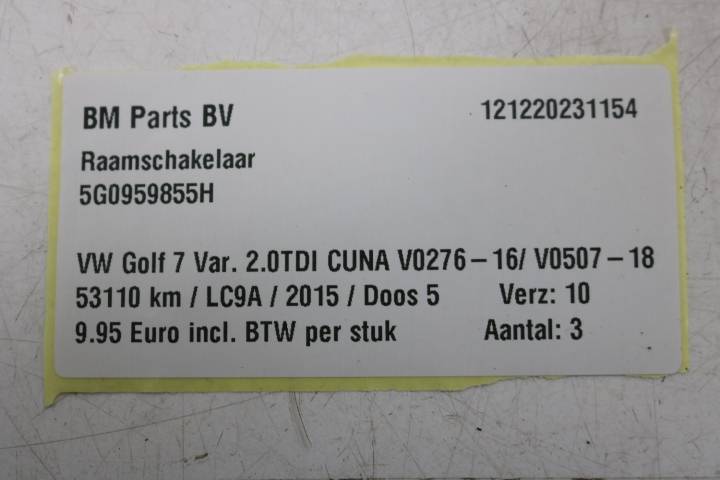 BM Parts BV 121220231154
Raamschakelaar
5G0959855H
VW Golf 7 Var. 2.0TDI CUNA V0276-16/ V0507-18
53110 km / LC9A / 2015 / Doos 5 Verz: 10
9.95 Euro incl. BTW per stuk Aantal: 3